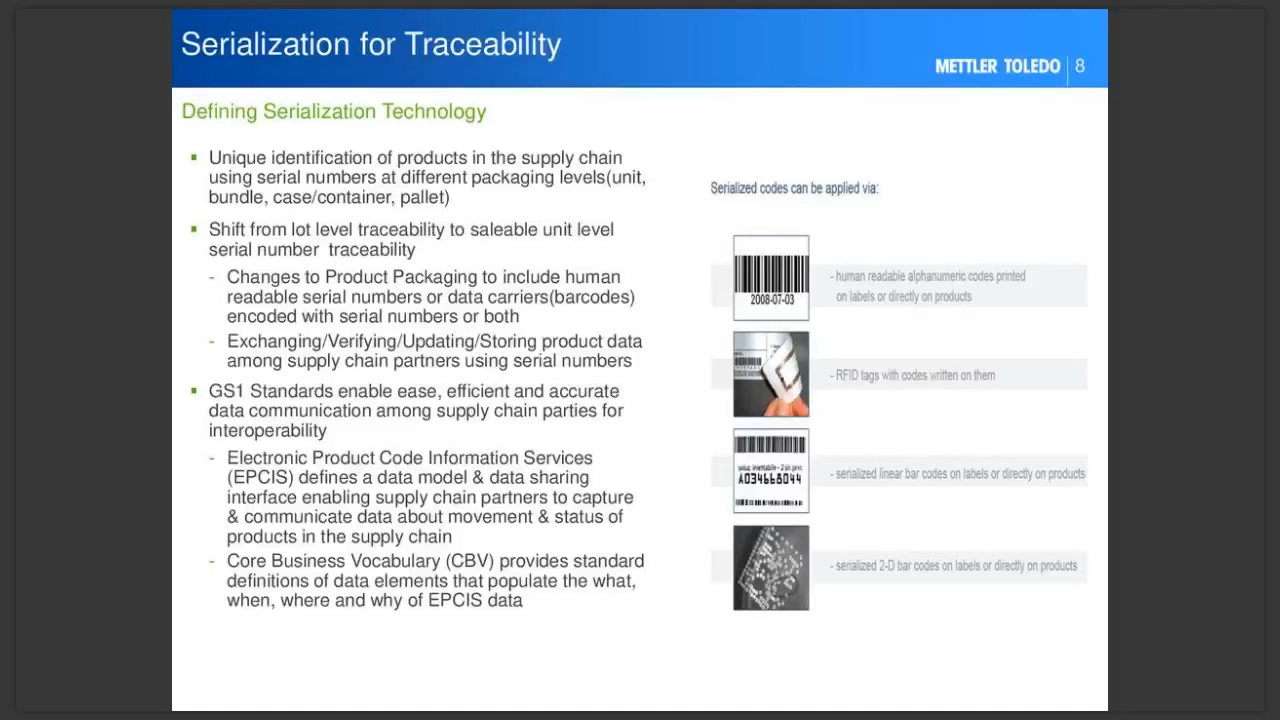 Serialization for Traceability
METTLER TOLEDO 8
Defining Serialization Technology
▪ Unique identification of products in the supply chain
using serial numbers at different packaging levels(unit,
bundle, case/container, pallet)
▪ Shift from lot level traceability to saleable unit level
serial number traceability
- Changes to Product Packaging to include human
readable serial numbers or data carriers(barcodes)
encoded with serial numbers or both
- Exchanging/Verifying/Updating/Storing product data
among supply chain partners using serial numbers
▪ GS1 Standards enable ease, efficient and accurate
data communication among supply chain parties for
interoperability
- Electronic Product Code Information Services
(EPCIS) defines a data model & data sharing
interface enabling supply chain partners to capture
& communicate data about movement & status of
products in the supply chain
- Core Business Vocabulary (CBV) provides standard
definitions of data elements that populate the what,
when, where and why of EPCIS data
Serialized codes can be applied via:
2008-07-03
- human readable alphanumeric codes printed
on labels or directly on products
- RFID tags with codes written on them
A034668044
- serialized linear bar codes on labels or directly on products
- serialized 2-D bar codes on labels or directly on products